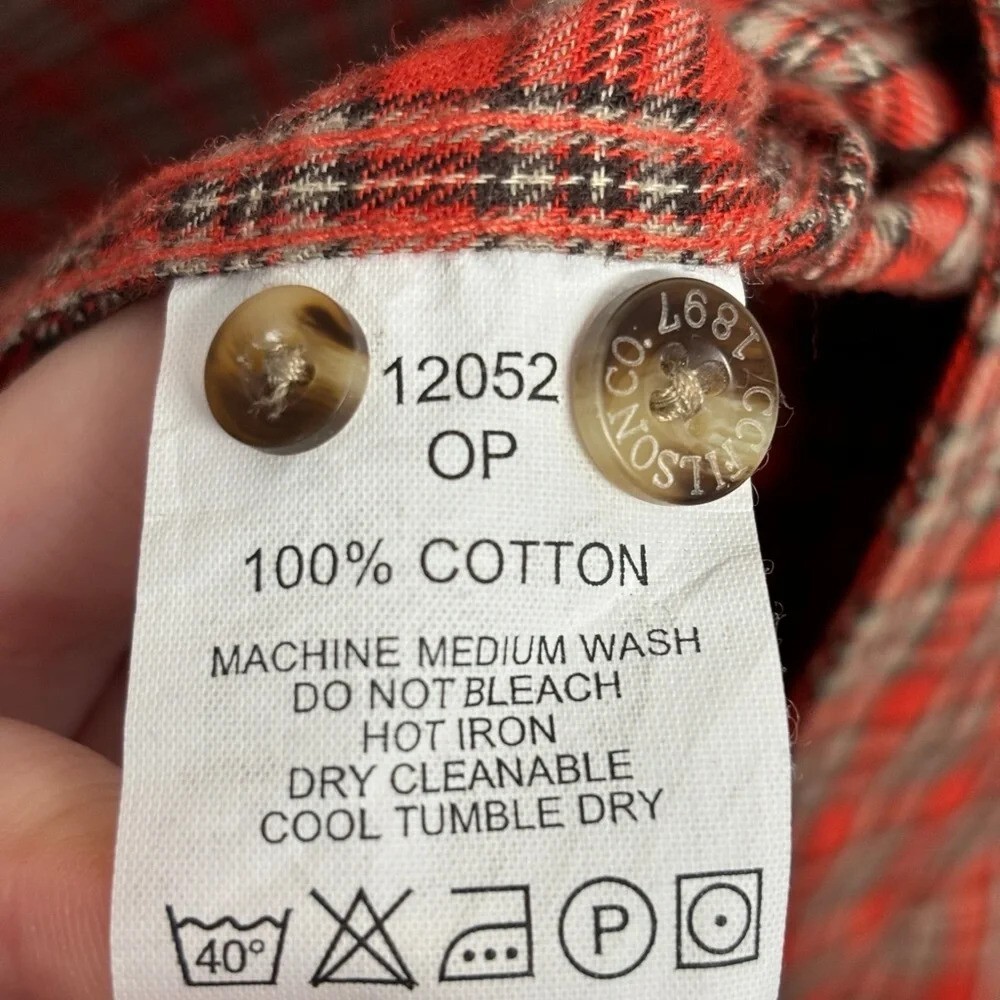 12052
OP
C.C. FILSON CO. 1897
100% COTTON
MACHINE MEDIUM WASH
DO NOT BLEACH
HOT IRON
DRY CLEANABLE
COOL TUMBLE DRY
40°
P